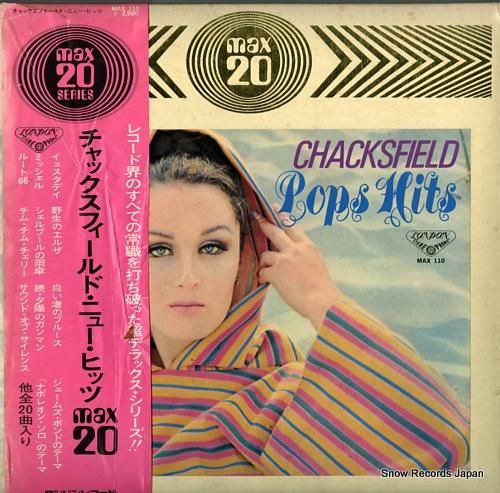 チャックスフィールド・ニュー・ヒッツ
MAX 110
¥ 2,500
max
20
SERIES
max
20
LONDON
チャックスフィールド・ニュー・ヒッツ
max
20
レコード界のすべての常識を打ち破った超デラックス・シリーズ!!
イエスタデイ
ミッシェル
ルート66
野生のエルザ
シェルブールの雨傘
チム・チム・チェリー
白い渚のブルース
続・夕陽のガンマン
サウンド・オブ・サイレンス
ジェームズ・ボンドのテーマ
「ナポレオン・ソロ」のテーマ
他全20曲入り
CHACKSFIELD
Pops Hits
LONDON
MAX 110
Snow Records Japan